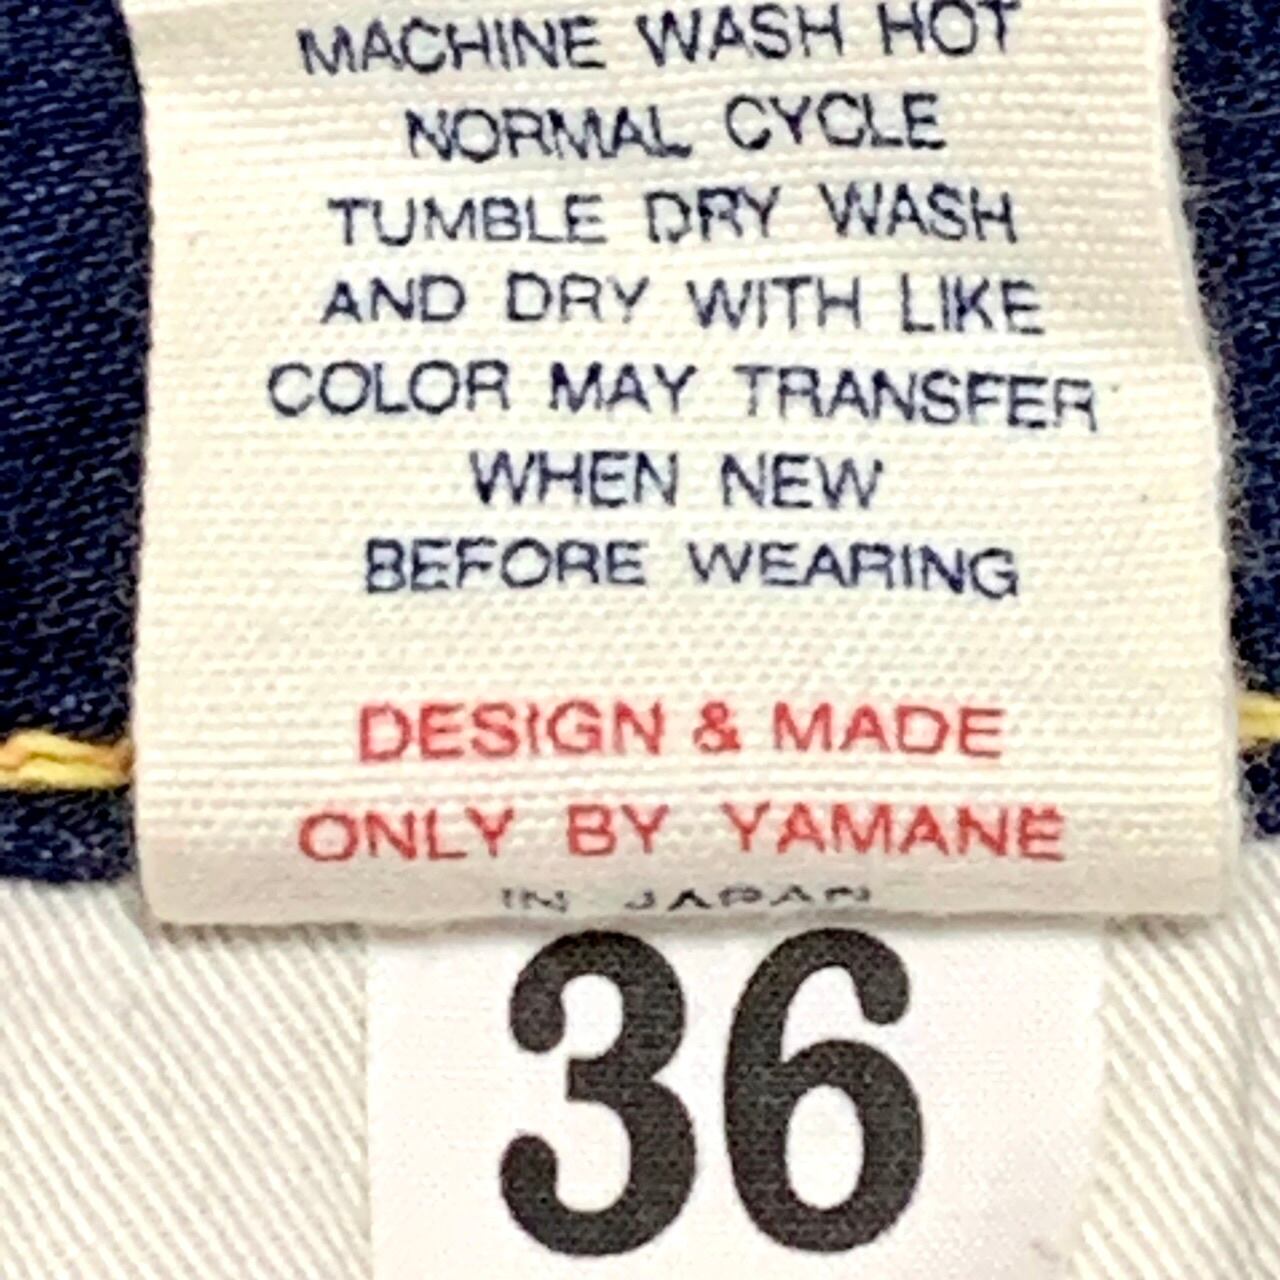 MACHINE WASH HOT
NORMAL CYCLE
TUMBLE DRY WASH
AND DRY WITH LIKE
COLOR MAY TRANSFER
WHEN NEW
BEFORE WEARING
DESIGN & MADE
ONLY BY YAMANE
IN JAPAN
36